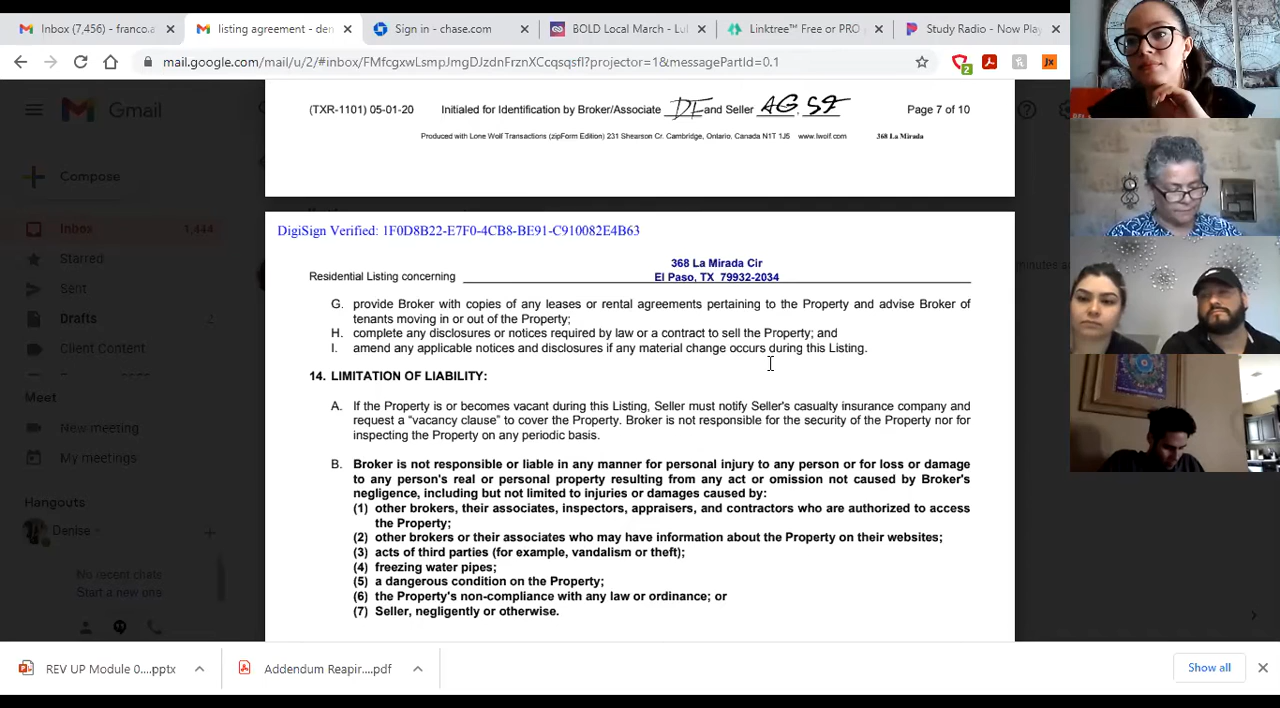 Inbox (7,456) - franco.a
listing agreement - den
Sign in - chase.com
BOLD Local March - Lul
Linktree™ Free or PRO
Study Radio - Now Play
mail.google.com/mail/u/2/#inbox/FMfcgxwLsmpJmgDJzdnFrznXCcqsqsfl?projector=1&messagePartId=0.1
2
Jx
Gmail
Compose
Inbox 1,444
Starred
Sent
Drafts 2
Client Content
Meet
New meeting
My meetings
Hangouts
Denise
No recent chats
Start a new one
(TXR-1101) 05-01-20 Initialed for Identification by Broker/Associate DF and Seller AG, SF Page 7 of 10
Produced with Lone Wolf Transactions (zipForm Edition) 231 Shearson Cr. Cambridge, Ontario, Canada N1T 1J5 www.lwolf.com 368 La Mirada
DigiSign Verified: 1F0D8B22-E7F0-4CB8-BE91-C910082E4B63
368 La Mirada Cir
Residential Listing concerning El Paso, TX 79932-2034
G. provide Broker with copies of any leases or rental agreements pertaining to the Property and advise Broker of
tenants moving in or out of the Property;
H. complete any disclosures or notices required by law or a contract to sell the Property; and
I. amend any applicable notices and disclosures if any material change occurs during this Listing.
14. LIMITATION OF LIABILITY:
A. If the Property is or becomes vacant during this Listing, Seller must notify Seller's casualty insurance company and
request a "vacancy clause" to cover the Property. Broker is not responsible for the security of the Property nor for
inspecting the Property on any periodic basis.
B. Broker is not responsible or liable in any manner for personal injury to any person or for loss or damage
to any person's real or personal property resulting from any act or omission not caused by Broker's
negligence, including but not limited to injuries or damages caused by:
(1) other brokers, their associates, inspectors, appraisers, and contractors who are authorized to access
the Property;
(2) other brokers or their associates who may have information about the Property on their websites;
(3) acts of third parties (for example, vandalism or theft);
(4) freezing water pipes;
(5) a dangerous condition on the Property;
(6) the Property's non-compliance with any law or ordinance; or
(7) Seller, negligently or otherwise.
REV UP Module 0....pptx
Addendum Reapir....pdf
Show all